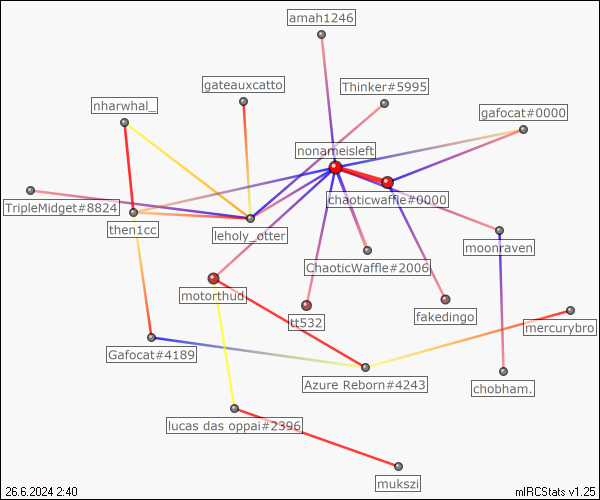 amah1246
gateauxcatto
Thinker#5995
nharwhal_
gafocat#0000
nonameisleft
chaoticwaffle#0000
TripleMidget#8824
then1cc
leholy_otter
moonraven
ChaoticWaffle#2006
motorthud
tt532
fakedingo
mercurybro
Gafocat#4189
Azure Reborn#4243
chobham.
lucas das oppai#2396
mukszi
26.6.2024 2:40
mIRCStats v1.25